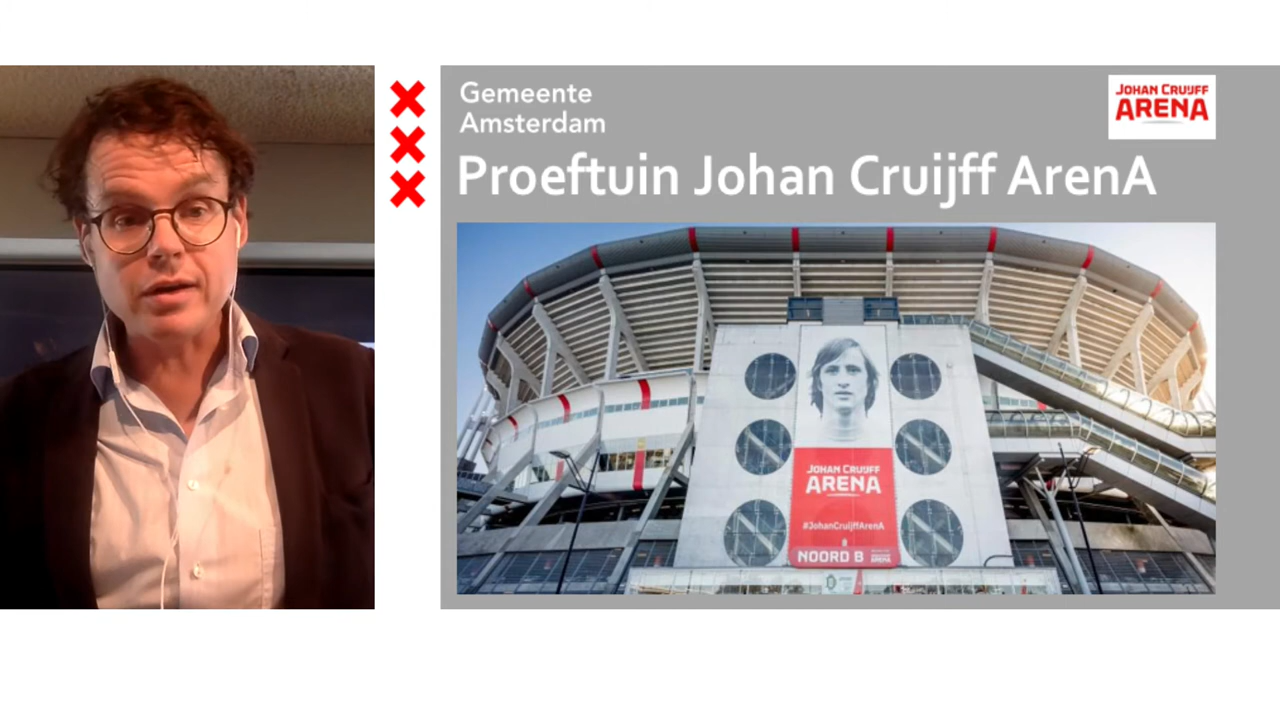 Gemeente
Amsterdam
JOHAN CRUIJFF
ARENA
Proeftuin Johan Cruijff ArenA
JOHAN CRUIJFF
ARENA
#JohanCruijffArenA
NOORD B